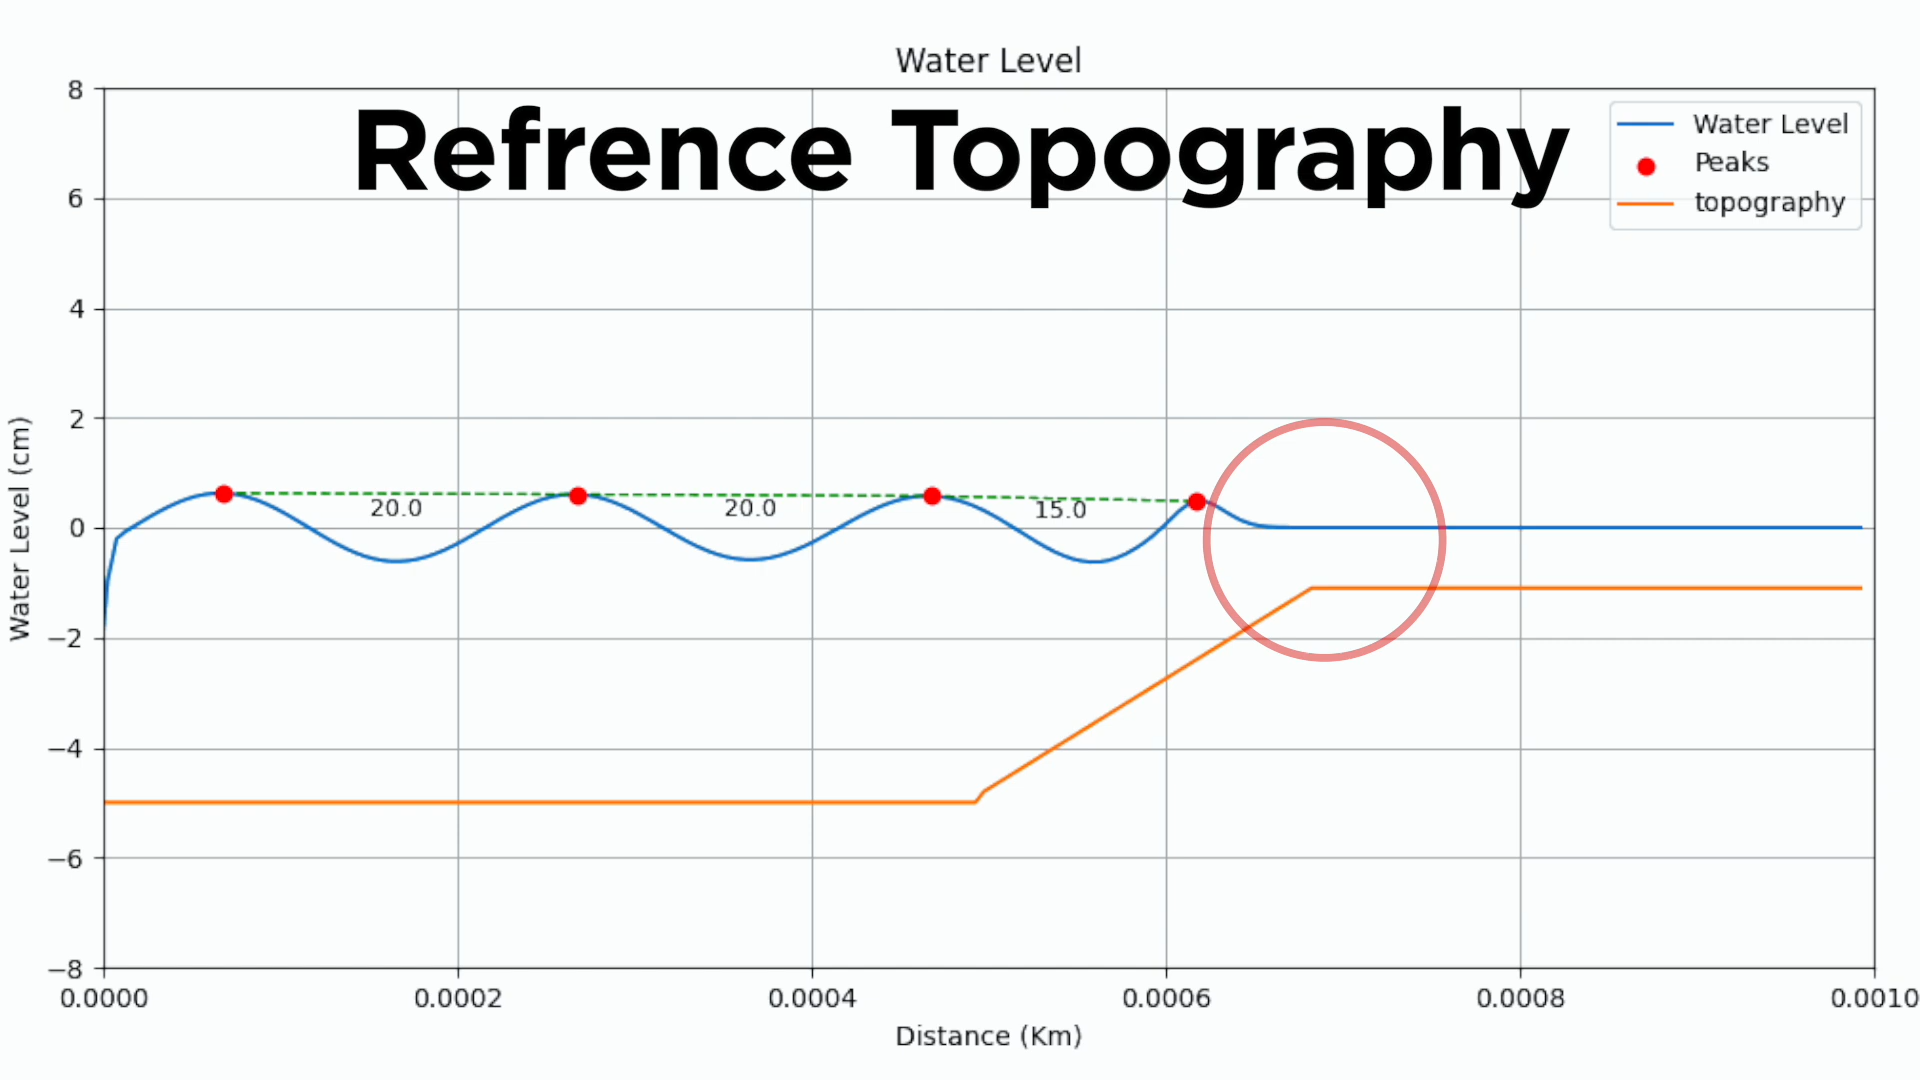 Water Level
Refrence Topography
Water Level
Peaks
topography
8
6
4
2
0
−2
−4
−6
−8
Water Level (cm)
20.0
20.0
15.0
0.0000
0.0002
0.0004
0.0006
0.0008
0.0010
Distance (Km)